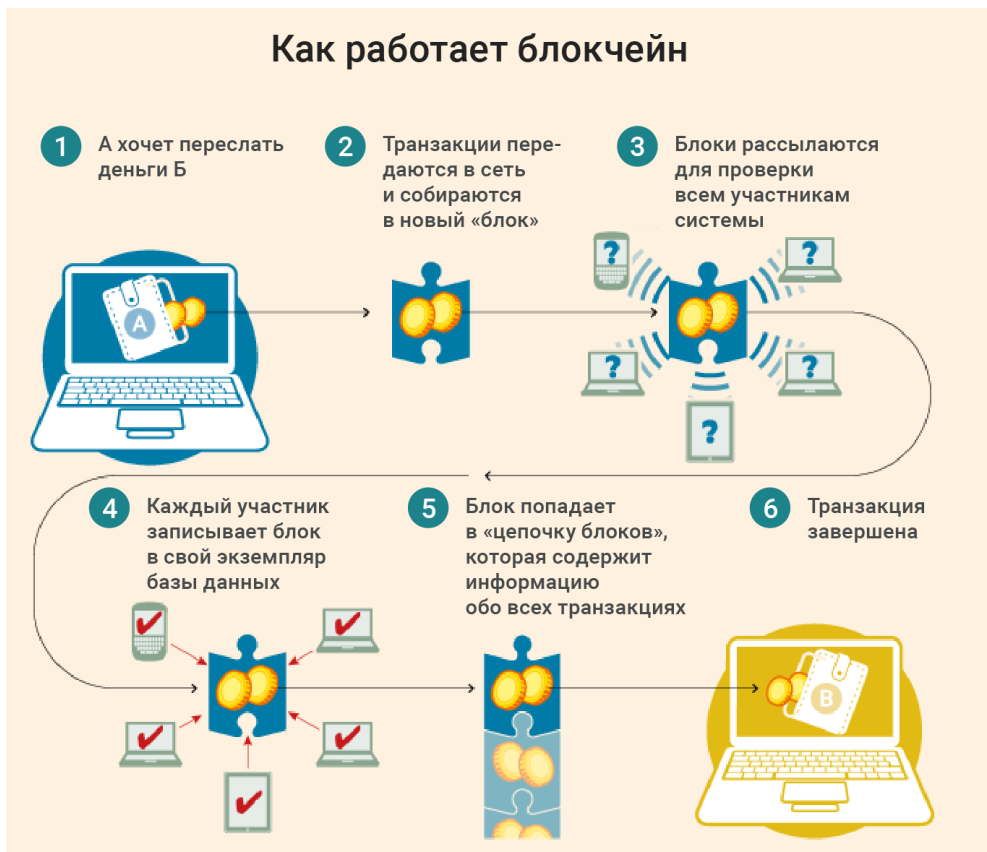 Как работает блокчейн
1
А хочет переслать
деньги Б
2
Транзакции пере-
даются в сеть
и собираются
в новый «блок»
3
Блоки рассылаются
для проверки
всем участникам
системы
?
?
A
?
?
?
4
Каждый участник
записывает блок
в свой экземпляр
базы данных
5
Блок попадает
в «цепочку блоков»,
которая содержит
информацию
обо всех транзакциях
6
Транзакция
завершена
B